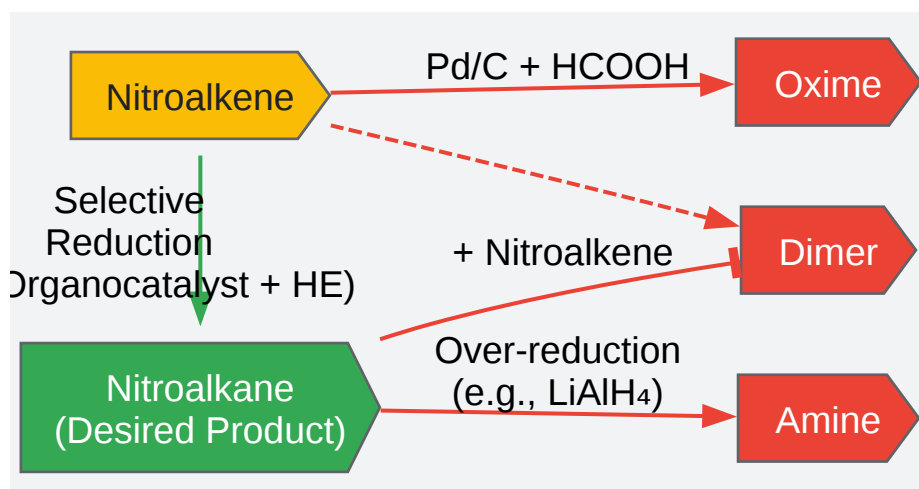 Nitroalkene
Pd/C + HCOOH
Oxime
Selective
Reduction
Organocatalyst + HE)
+ Nitroalkene
Dimer
Nitroalkane
(Desired Product)
Over-reduction
(e.g., LiAlH₄)
Amine